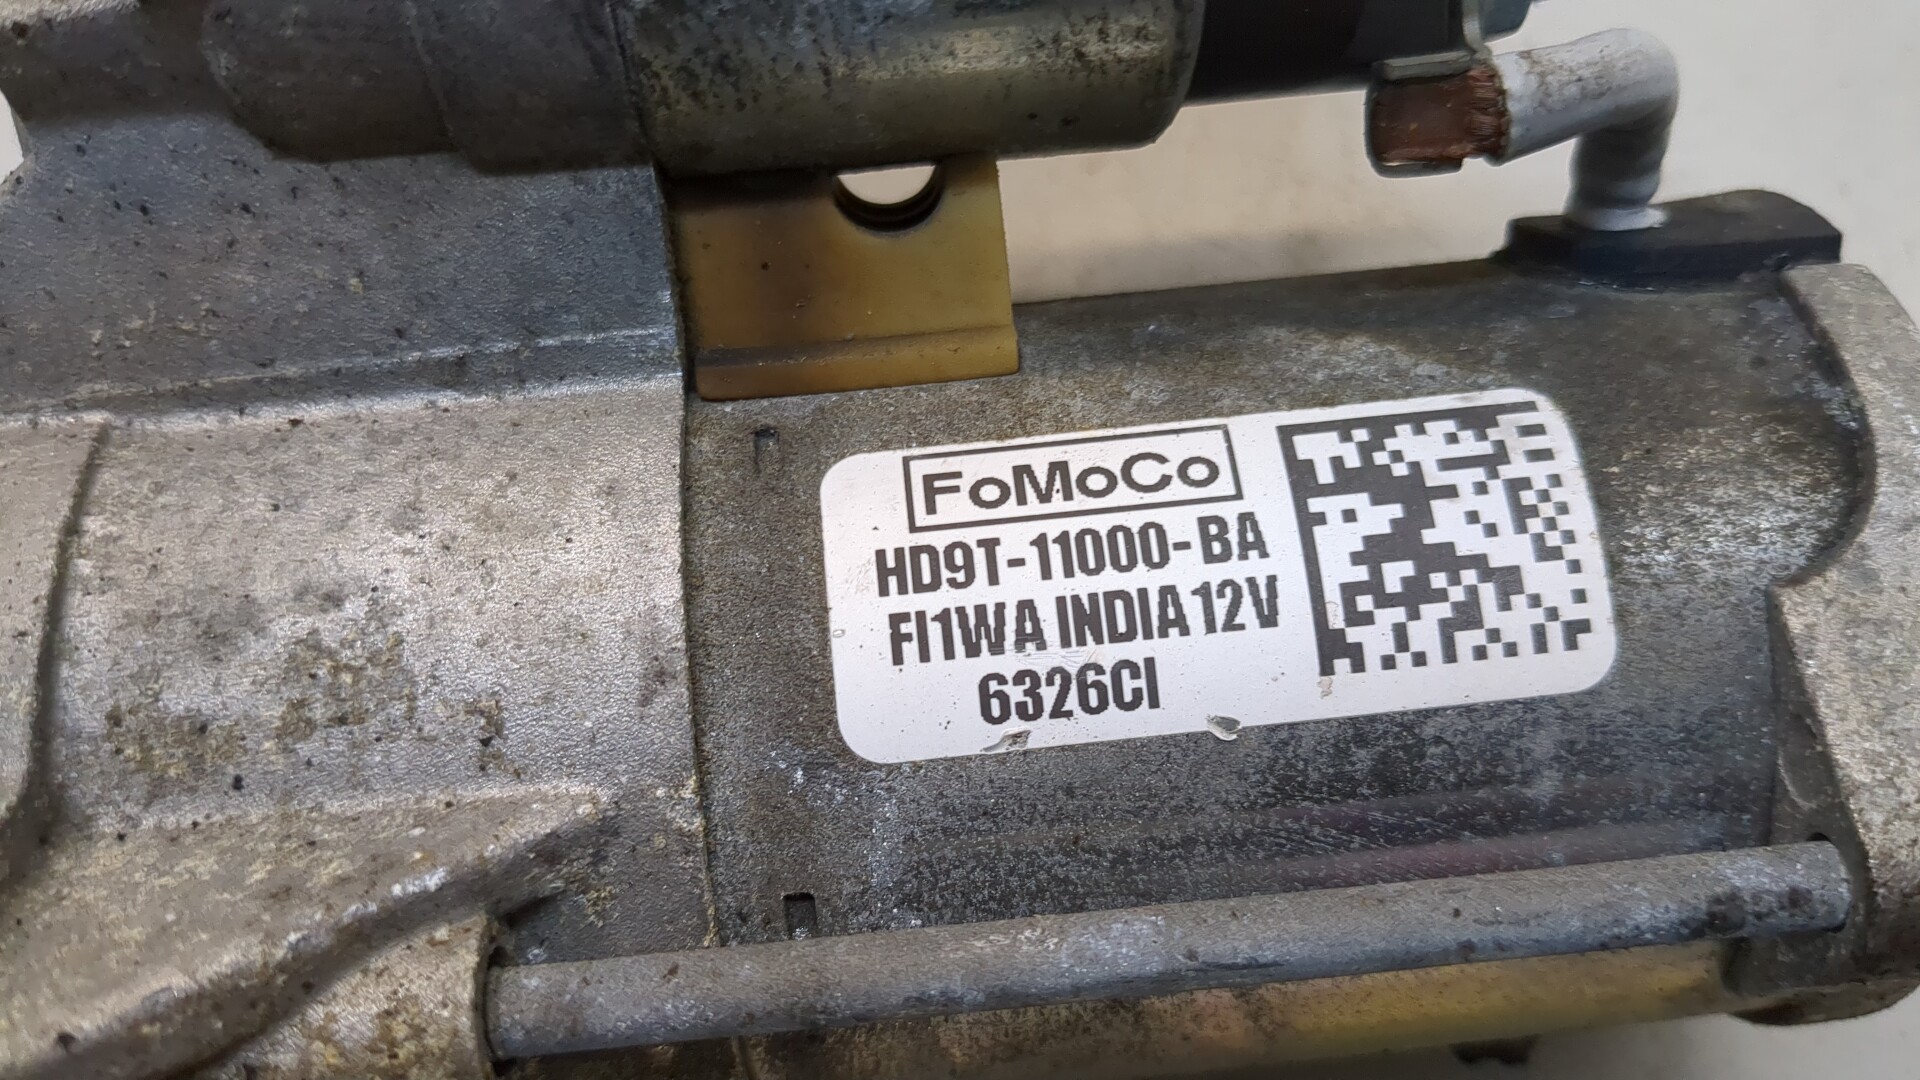 FoMoCo
HD9T-11000-BA
FI1WA INDIA 12V
6326CI